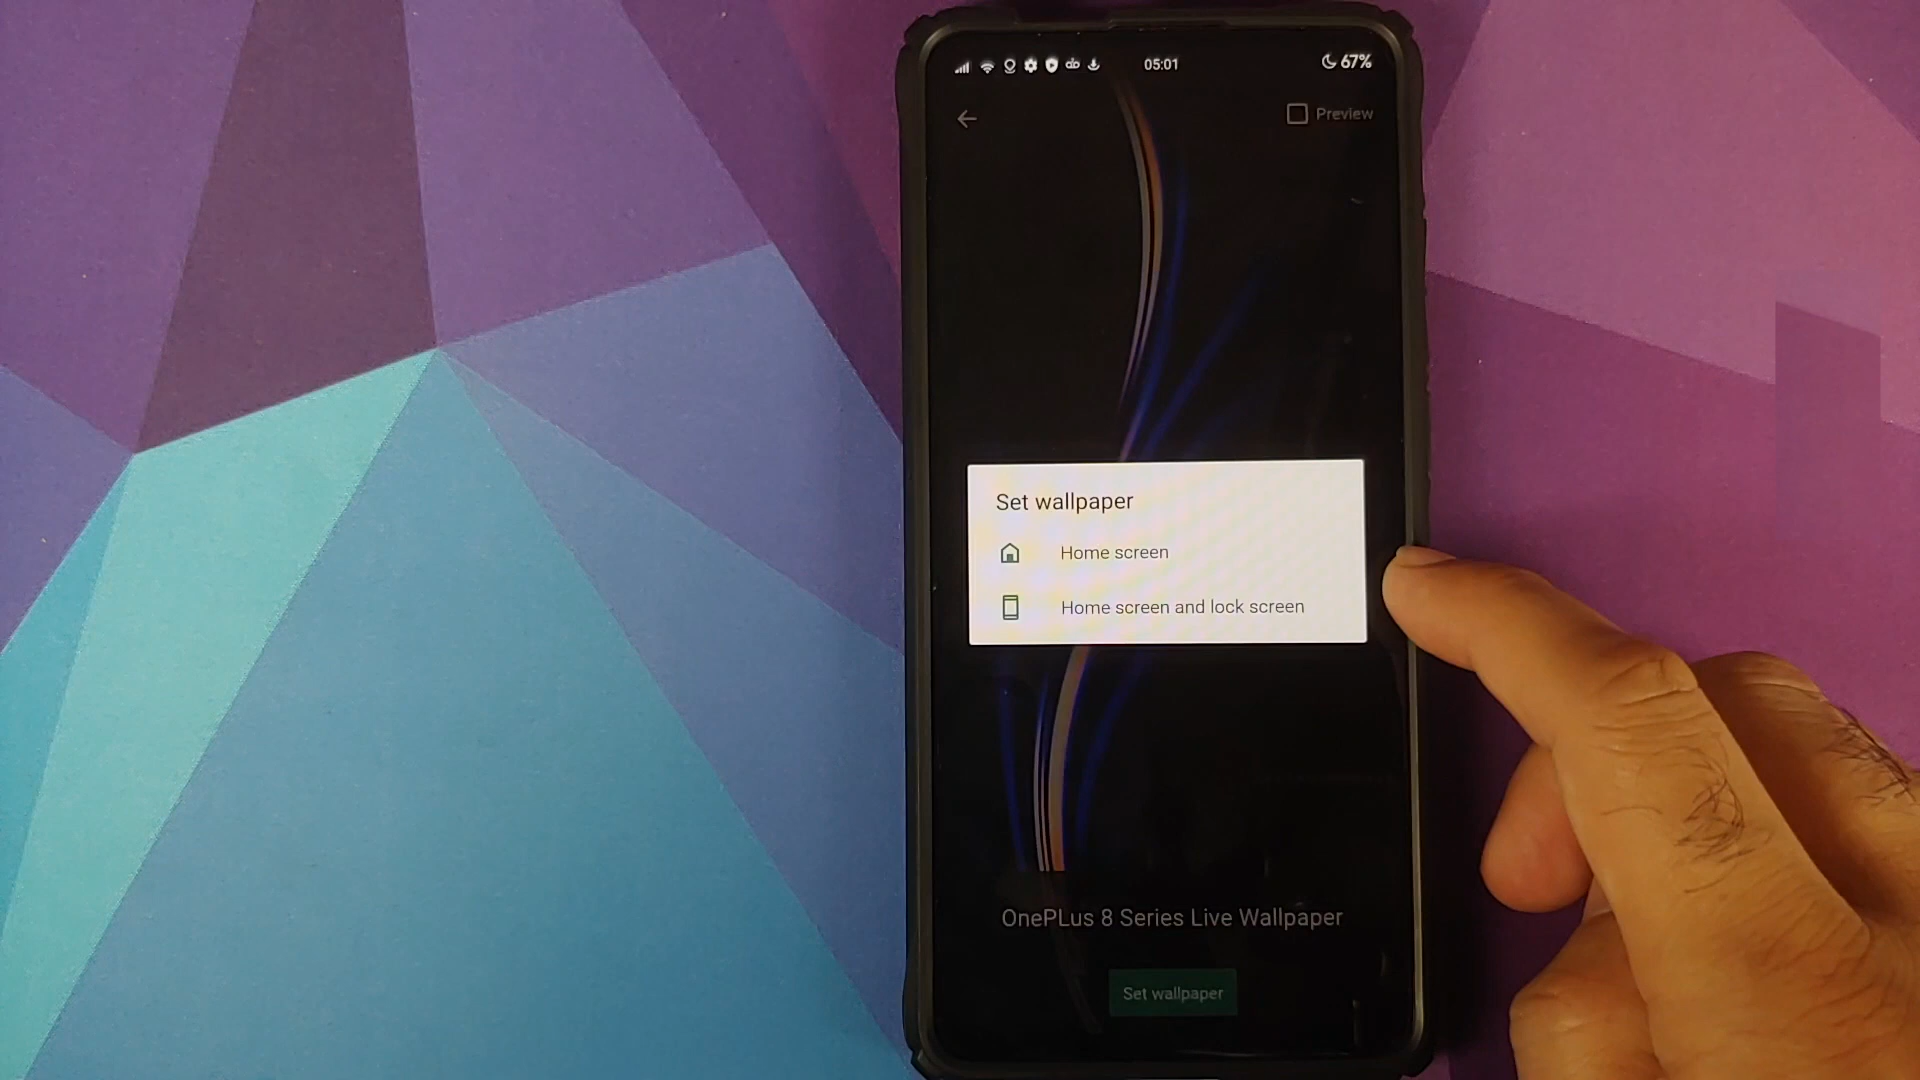 05:01
67%
Preview
Set wallpaper
Home screen
Home screen and lock screen
OnePLus 8 Series Live Wallpaper
Set wallpaper